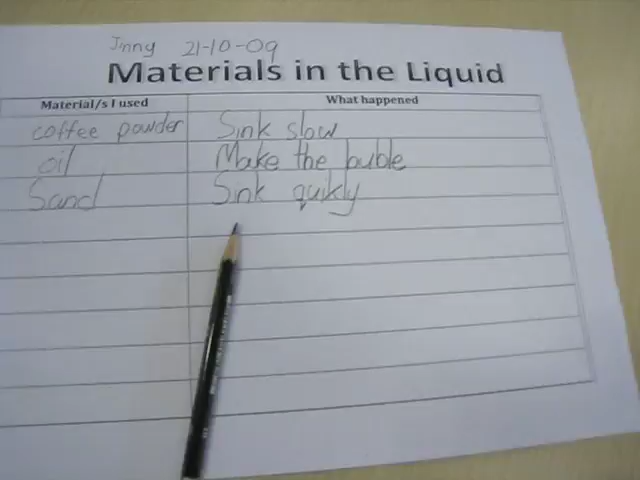 Jinny 21-10-09
Materials in the Liquid
Material/s I used What happened
coffee powder Sink slow
oil Make the buble
Sand Sink quikly